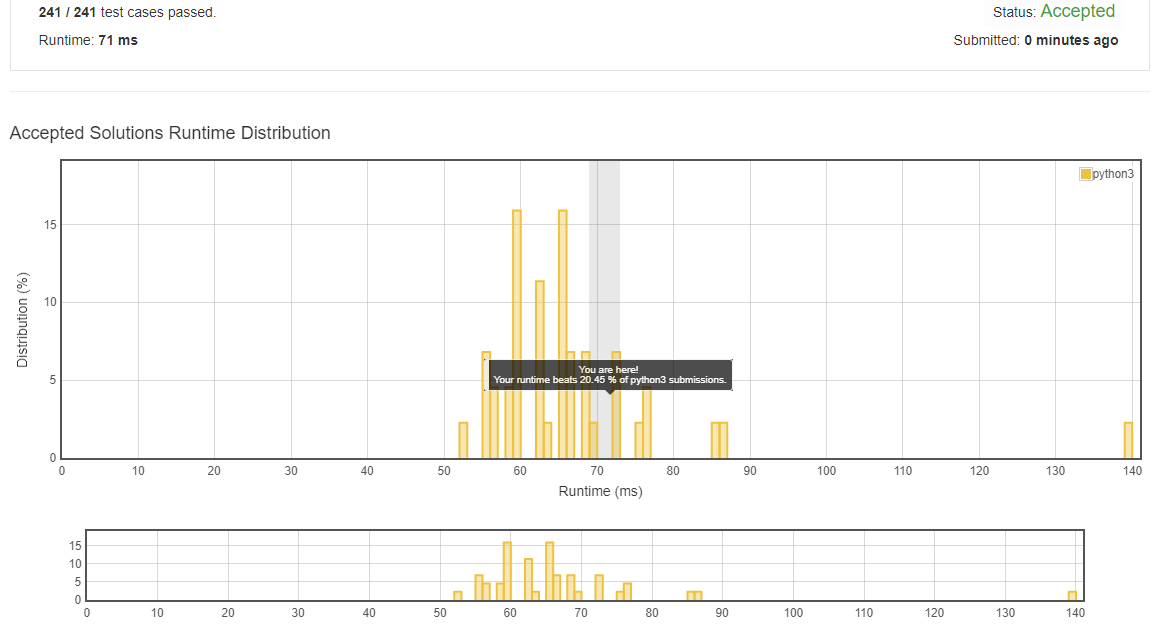 241 / 241 test cases passed.
Status: Accepted
Runtime: 71 ms
Submitted: 0 minutes ago
Accepted Solutions Runtime Distribution
python3
Distribution (%)
15
10
5
0
You are here!
Your runtime beats 20.45 % of python3 submissions.
0 10 20 30 40 50 60 70 80 90 100 110 120 130 140
Runtime (ms)
15
10
5
0
0 10 20 30 40 50 60 70 80 90 100 110 120 130 140